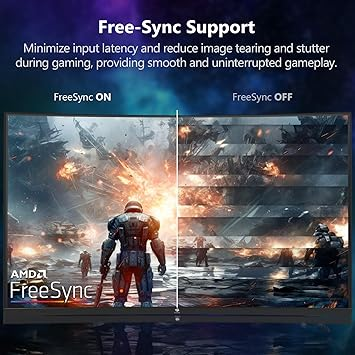 Free-Sync Support
Minimize input latency and reduce image tearing and stutter
during gaming, providing smooth and uninterrupted gameplay.
FreeSync ON
FreeSync OFF
AMD
FreeSync